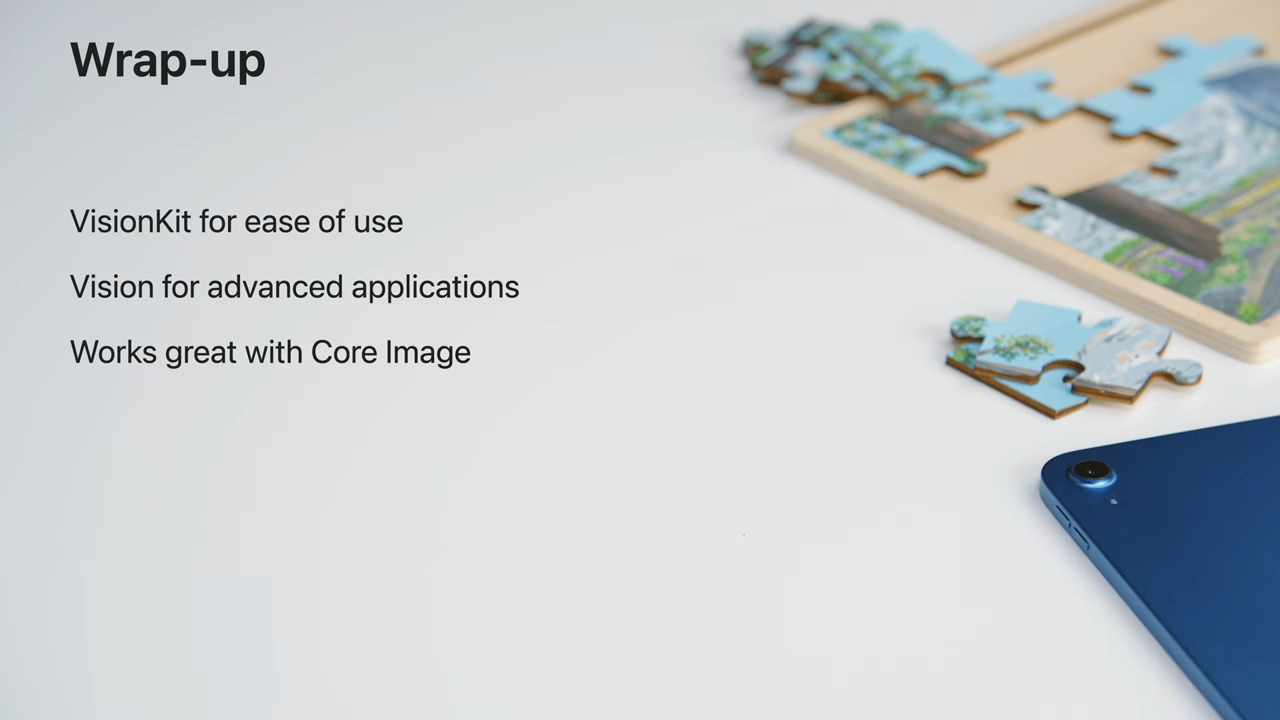 Wrap-up
VisionKit for ease of use
Vision for advanced applications
Works great with Core Image